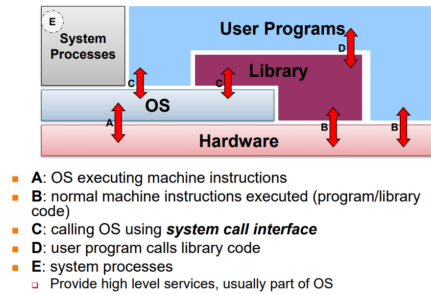 E
System
Processes
User Programs
D
Library
C
C
OS
A
B
B
Hardware
A: OS executing machine instructions
B: normal machine instructions executed (program/library
code)
C: calling OS using system call interface
D: user program calls library code
E: system processes
Provide high level services, usually part of OS